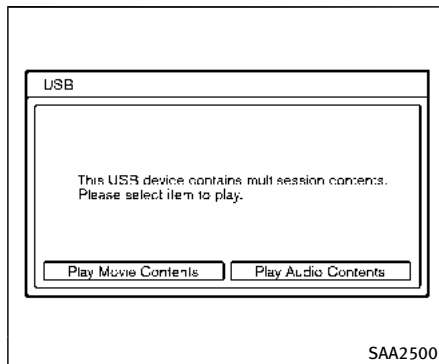 USB
This USB device contains multi session contents.
Please select item to play.
Play Movie Contents
Play Audio Contents
SAA2500